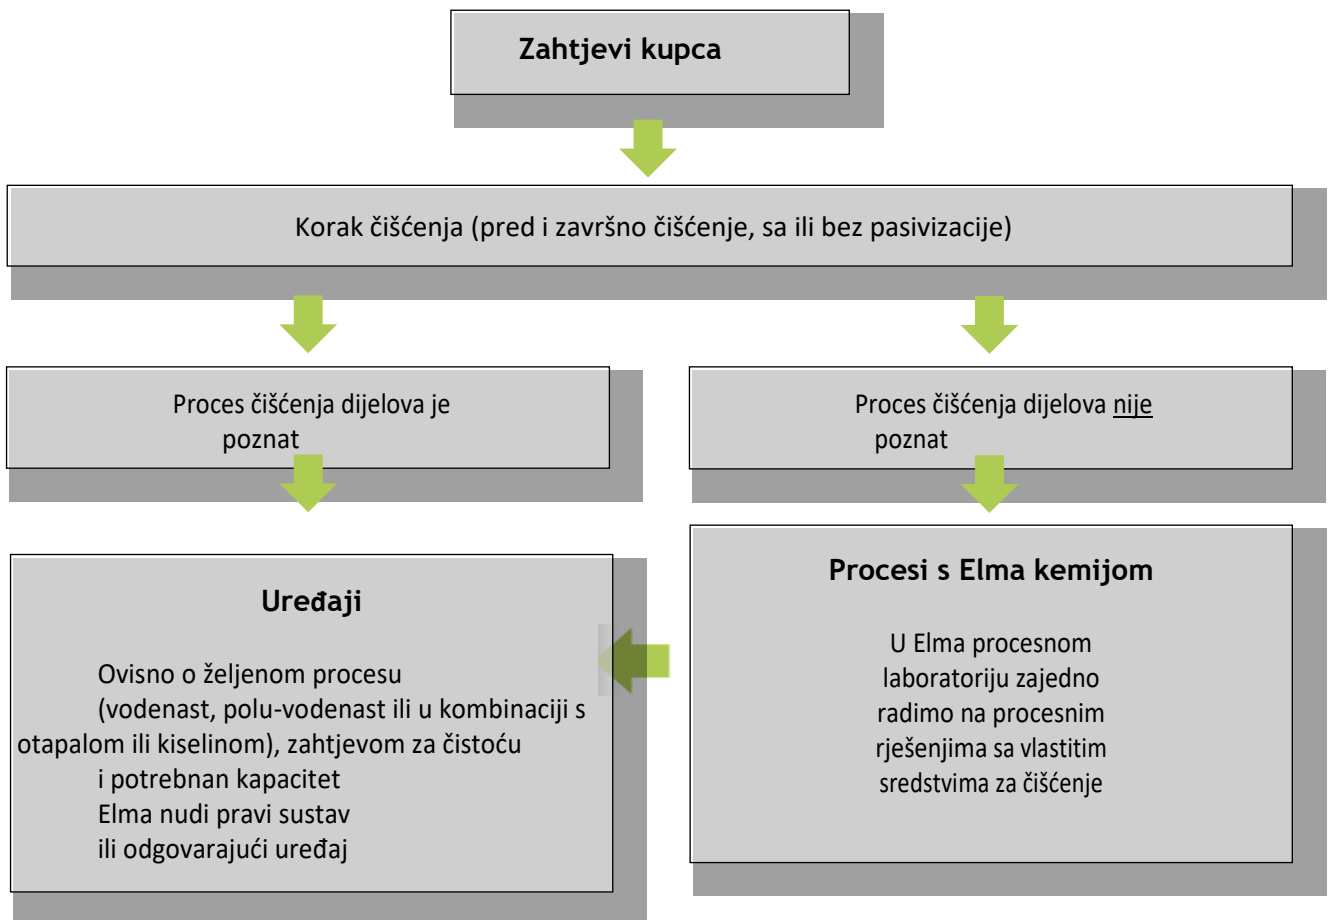 Zahtjevi kupca
Korak čišćenja (pred i završno čišćenje, sa ili bez pasivizacije)
Proces čišćenja dijelova je
poznat
Proces čišćenja dijelova nije
poznat
Uređaji
Ovisno o željenom procesu
(vodenast, polu-vodenast ili u kombinaciji s
otapalom ili kiselinom), zahtjevom za čistoću
i potrebnan kapacitet
Elma nudi pravi sustav
ili odgovarajući uređaj
Procesi s Elma kemijom
U Elma procesnom
laboratoriju zajedno
radimo na procesnim
rješenjima sa vlastitim
sredstvima za čišćenje